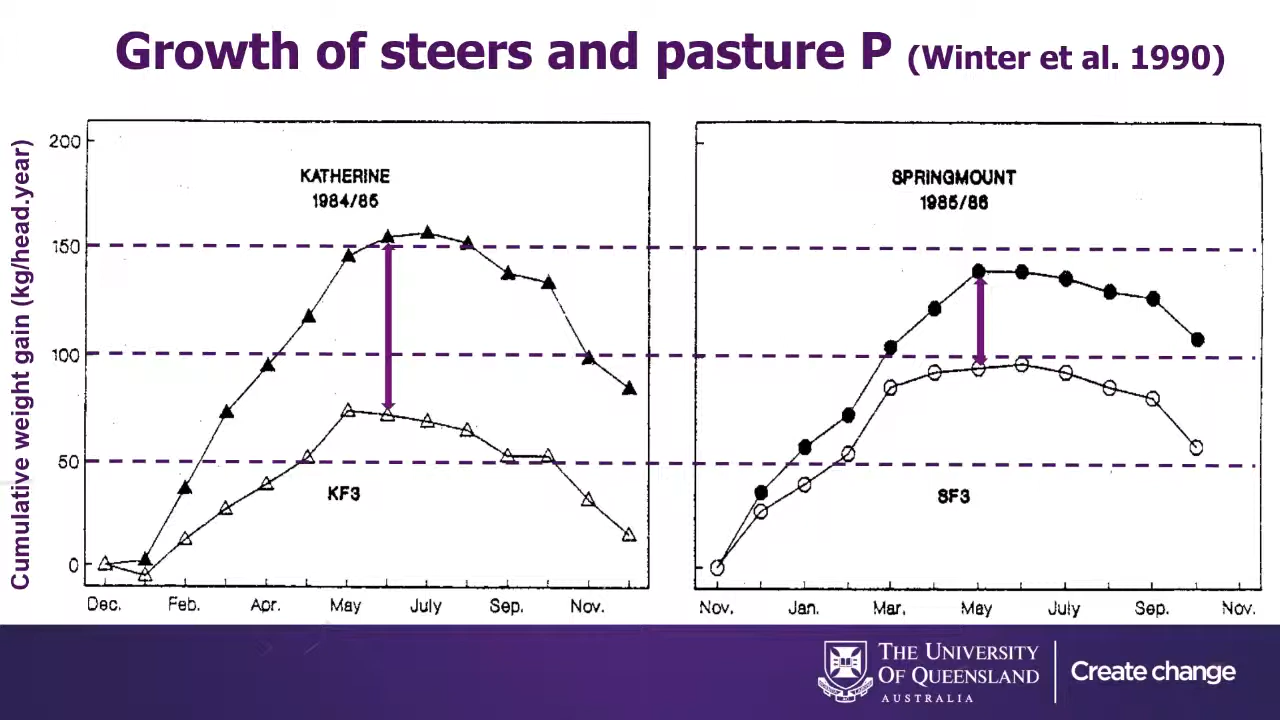 Growth of steers and pasture P (Winter et al. 1990)
Cumulative weight gain (kg/head.year)
200
150
100
50
0
KATHERINE
1984/85
KF3
Dec. Feb. Apr. May July Sep. Nov.
SPRINGMOUNT
1985/86
SF3
Nov. Jan. Mar. May July Sep. Nov.
THE UNIVERSITY
OF QUEENSLAND
AUSTRALIA
Create change